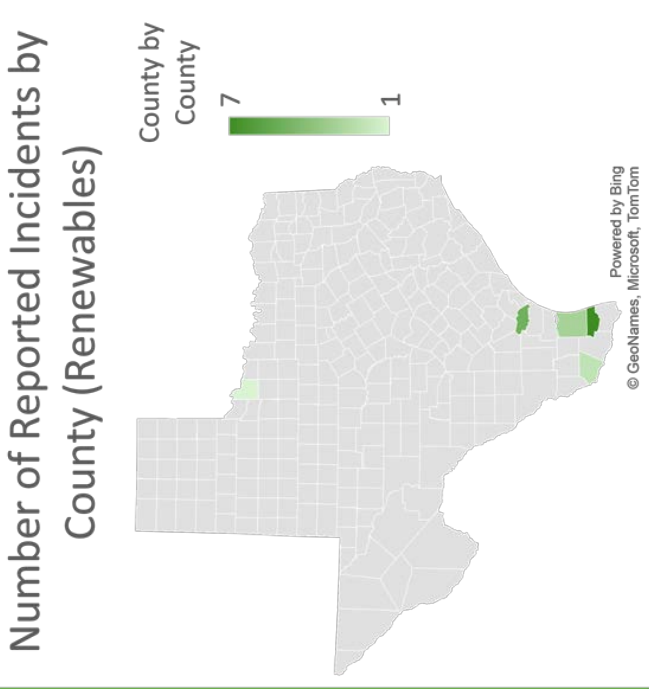 Number of Reported Incidents by
County (Renewables)
County by
County
7
1
Powered by Bing
© GeoNames, Microsoft, TomTom